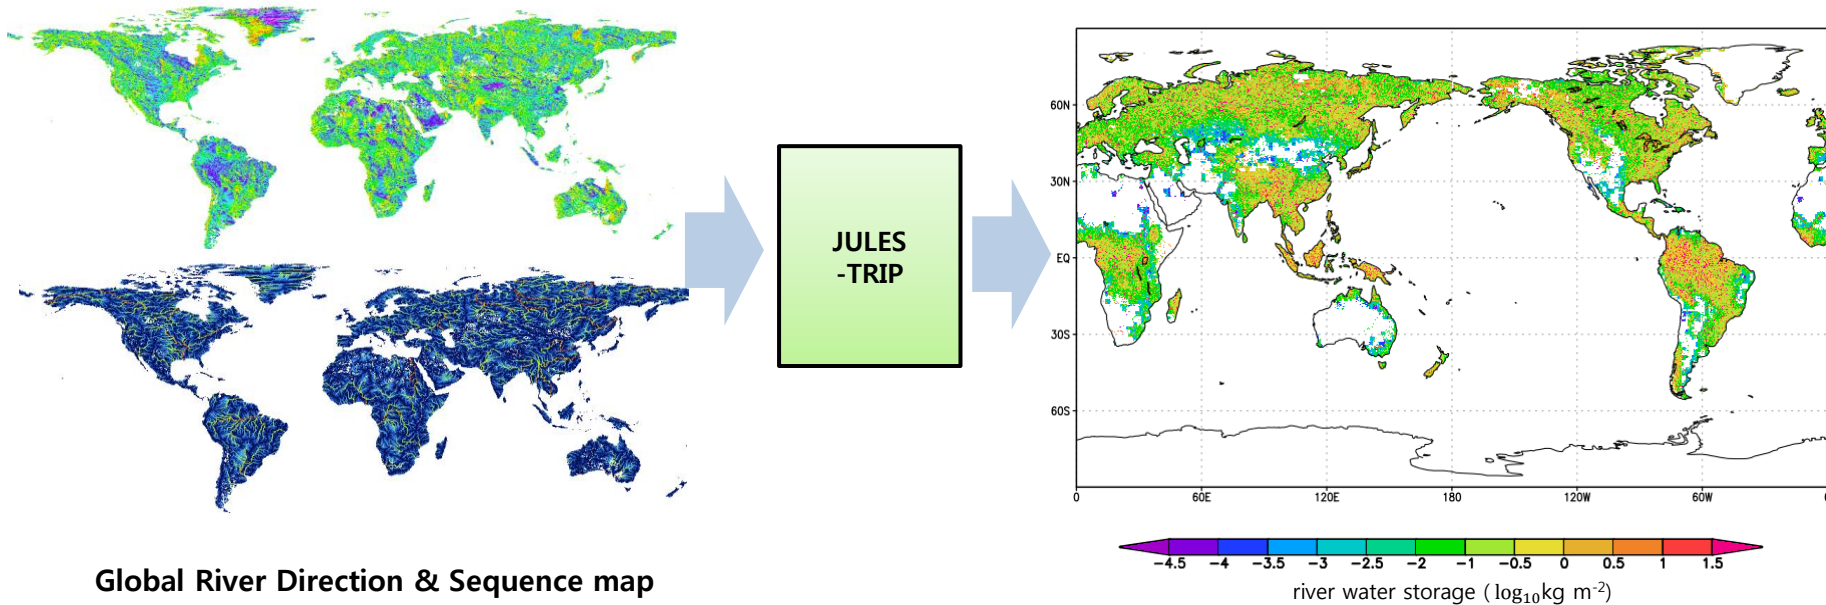 JULES
-TRIP
Global River Direction & Sequence map
60N
30N
EQ
30S
60S
0 60E 120E 180 120W 60W
-4.5 -4 -3.5 -3 -2.5 -2 -1 -0.5 0 0.5 1 1.5
river water storage (log₁₀kg m⁻²)